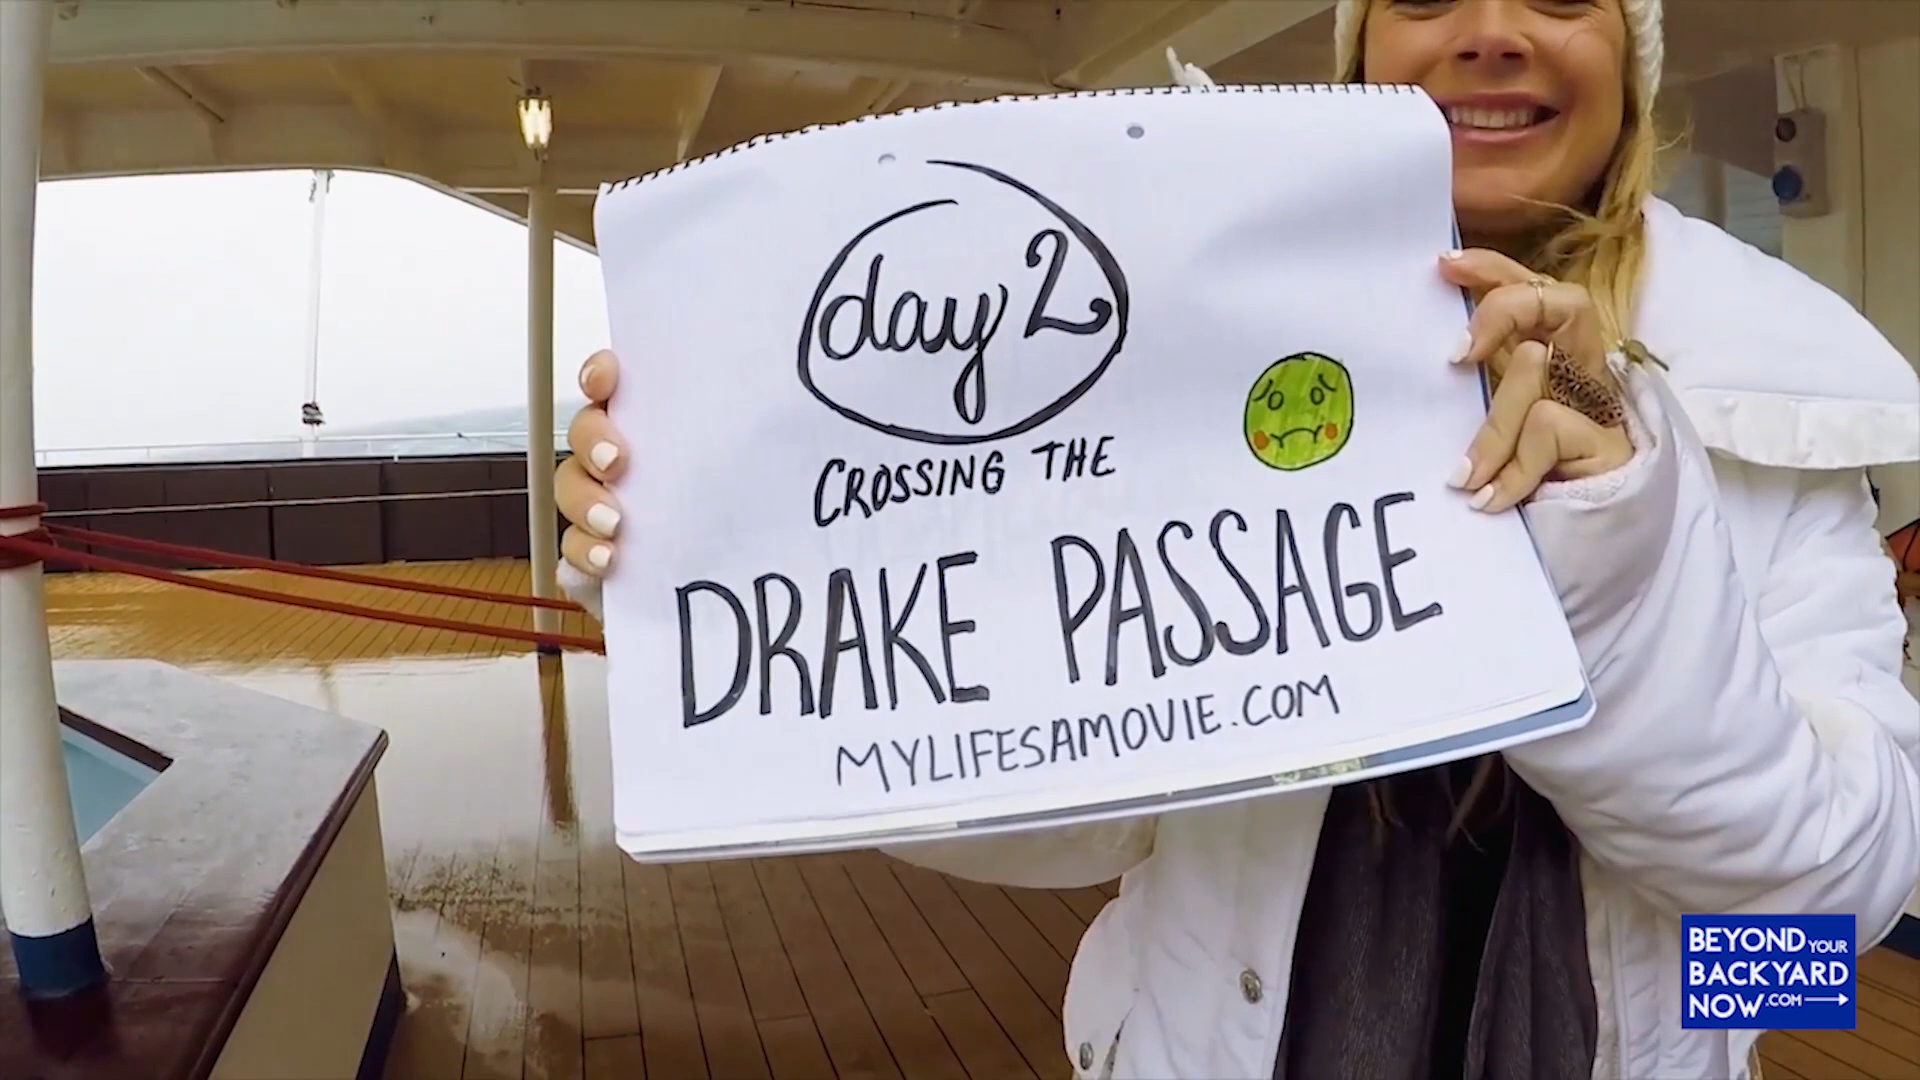 day 2
CROSSING THE
DRAKE PASSAGE
MYLIFESAMOVIE.COM
BEYOND YOUR
BACKYARD
NOW.COM